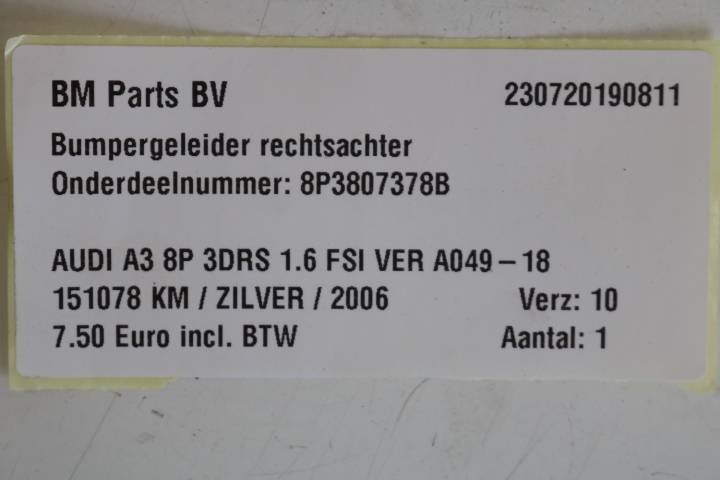 BM Parts BV 230720190811
Bumpergeleider rechtsachter
Onderdeelnummer: 8P3807378B
AUDI A3 8P 3DRS 1.6 FSI VER A049-18
151078 KM / ZILVER / 2006 Verz: 10
7.50 Euro incl. BTW Aantal: 1